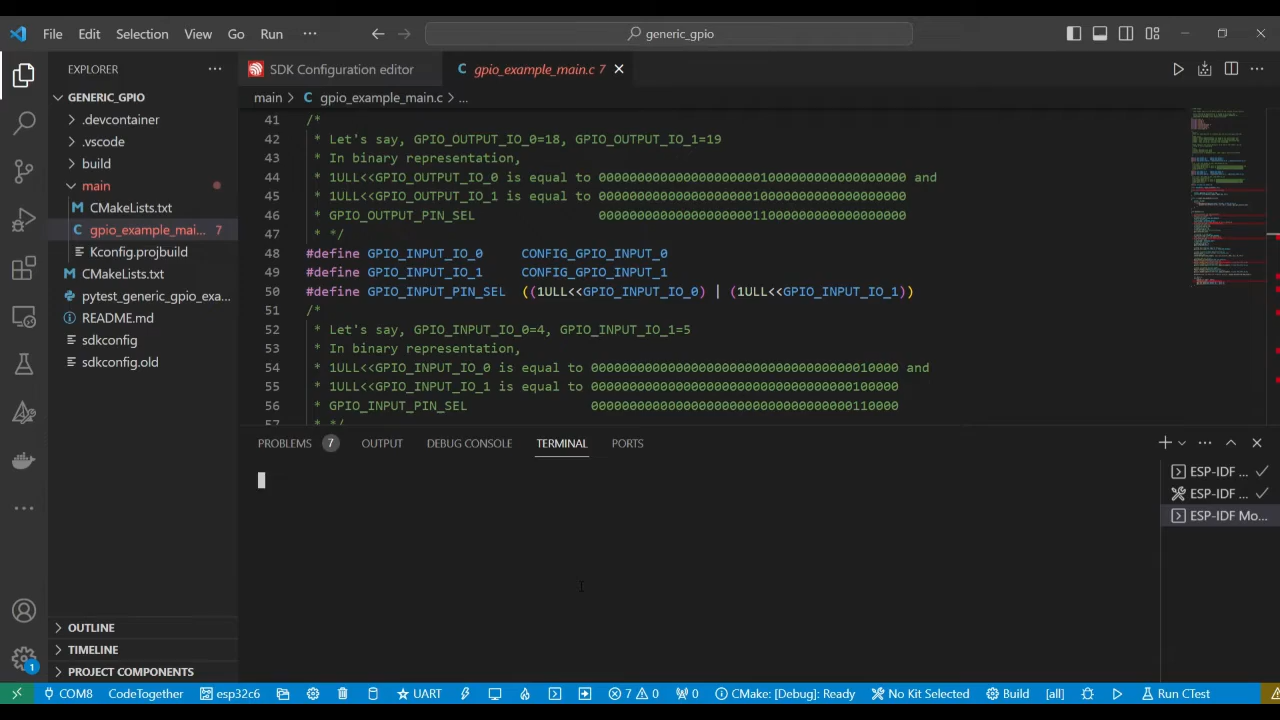 File Edit Selection View Go Run ··· generic_gpio
EXPLORER ···
GENERIC_GPIO
.devcontainer
.vscode
build
main
CMakeLists.txt
gpio_example_mai... 7
Kconfig.projbuild
CMakeLists.txt
pytest_generic_gpio_exa...
README.md
sdkconfig
sdkconfig.old
OUTLINE
TIMELINE
PROJECT COMPONENTS
SDK Configuration editor
gpio_example_main.c 7
main > C gpio_example_main.c > ...
41 /*
42 * Let's say, GPIO_OUTPUT_IO_0=18, GPIO_OUTPUT_IO_1=19
43 * In binary representation,
44 * 1ULL<<GPIO_OUTPUT_IO_0 is equal to 0000000000000000000001000000000000000000 and
45 * 1ULL<<GPIO_OUTPUT_IO_1 is equal to 0000000000000000000010000000000000000000
46 * GPIO_OUTPUT_PIN_SEL 0000000000000000000011000000000000000000
47 * */
48 #define GPIO_INPUT_IO_0 CONFIG_GPIO_INPUT_0
49 #define GPIO_INPUT_IO_1 CONFIG_GPIO_INPUT_1
50 #define GPIO_INPUT_PIN_SEL ((1ULL<<GPIO_INPUT_IO_0) | (1ULL<<GPIO_INPUT_IO_1))
51 /*
52 * Let's say, GPIO_INPUT_IO_0=4, GPIO_INPUT_IO_1=5
53 * In binary representation,
54 * 1ULL<<GPIO_INPUT_IO_0 is equal to 0000000000000000000000000000000000010000 and
55 * 1ULL<<GPIO_INPUT_IO_1 is equal to 0000000000000000000000000000000000100000
56 * GPIO_INPUT_PIN_SEL 0000000000000000000000000000000000110000
57 * */
PROBLEMS 7 OUTPUT DEBUG CONSOLE TERMINAL PORTS
ESP-IDF ...
ESP-IDF ...
ESP-IDF Mo...
1
COM8 CodeTogether esp32c6 UART 7 0 0 CMake: [Debug]: Ready No Kit Selected Build [all] Run CTest